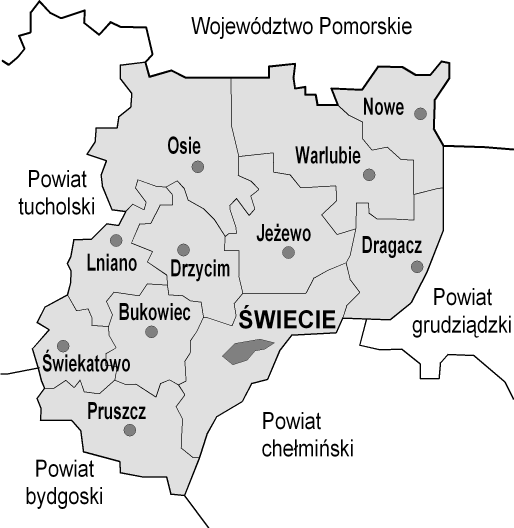 Województwo Pomorskie
Nowe
Osie
Warlubie
Powiat
tucholski
Jeżewo
Dragacz
Lniano
Drzycim
Powiat
grudziądzki
Bukowiec
ŚWIECIE
Świekatowo
Pruszcz
Powiat
chełmiński
Powiat
bydgoski